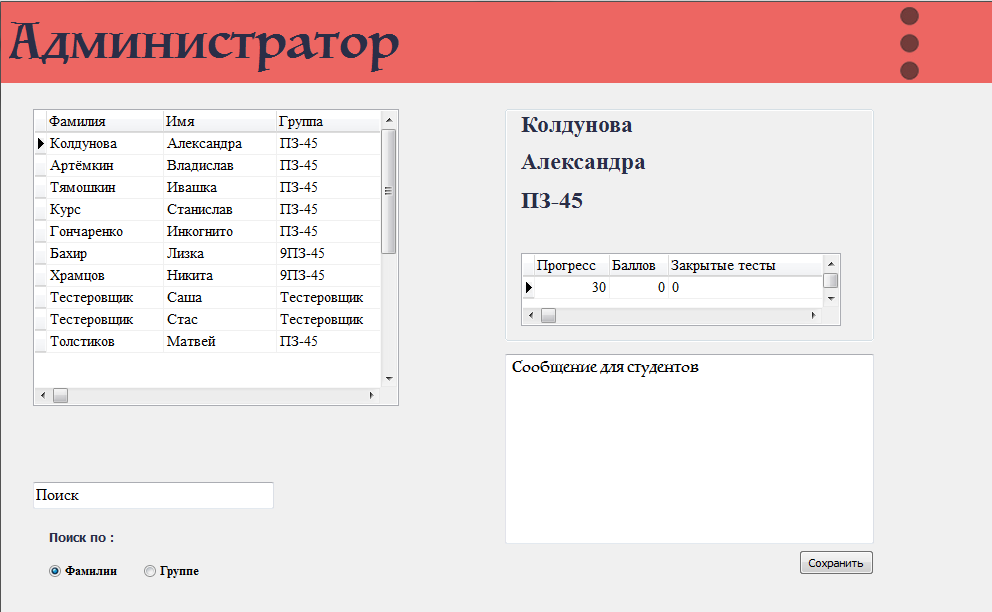 Администратор
Фамилия Имя Группа
Колдунова Александра ПЗ-45
Артёмкин Владислав ПЗ-45
Тямошкин Ивашка ПЗ-45
Курс Станислав ПЗ-45
Гончаренко Инкогнито ПЗ-45
Бахир Лизка 9ПЗ-45
Храмцов Никита 9ПЗ-45
Тестеровщик Саша Тестеровщик
Тестеровщик Стас Тестеровщик
Толстиков Матвей ПЗ-45
Поиск
Поиск по :
Фамилии Группе
Колдунова
Александра
ПЗ-45
Прогресс Баллов Закрытые тесты
30 0 0
Сообщение для студентов
Сохранить